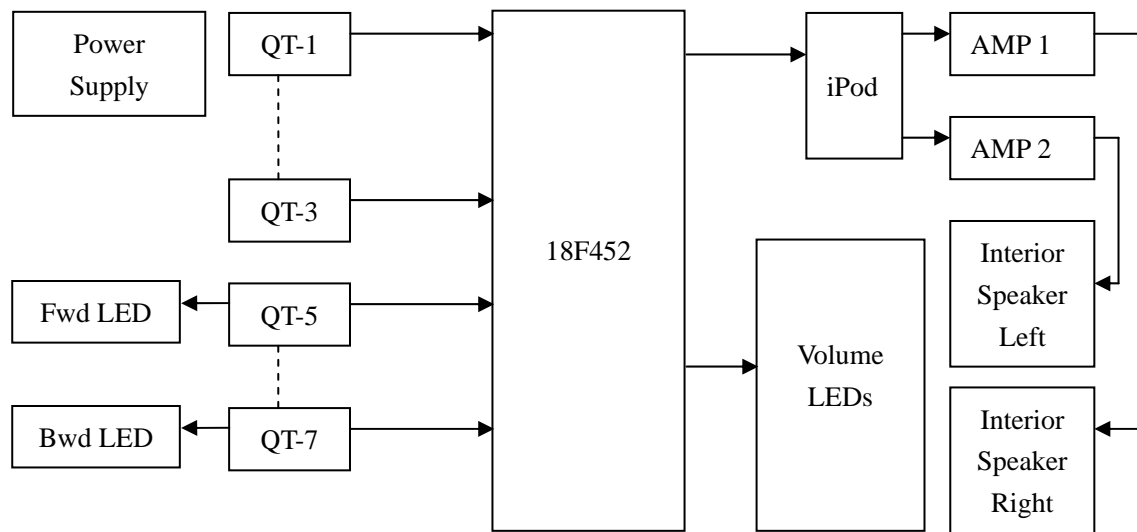 Power
Supply
QT-1
QT-3
Fwd LED
QT-5
Bwd LED
QT-7
18F452
iPod
AMP 1
AMP 2
Volume
LEDs
Interior
Speaker
Left
Interior
Speaker
Right